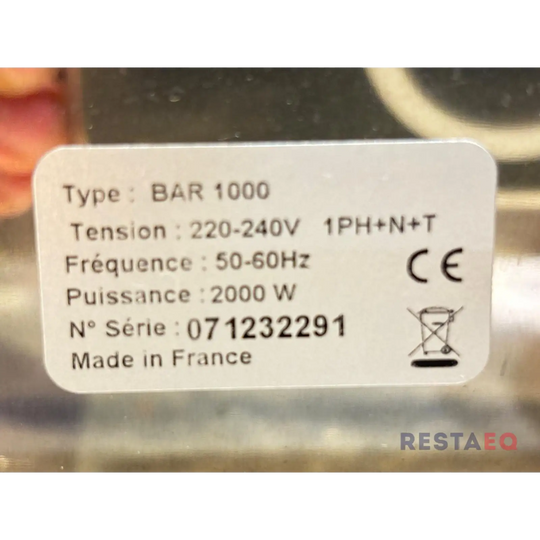 Type : BAR 1000
Tension : 220-240V 1PH+N+T
Fréquence : 50-60Hz
Puissance : 2000 W
N° Série : 071232291
Made in France
CE
RESTAEQ